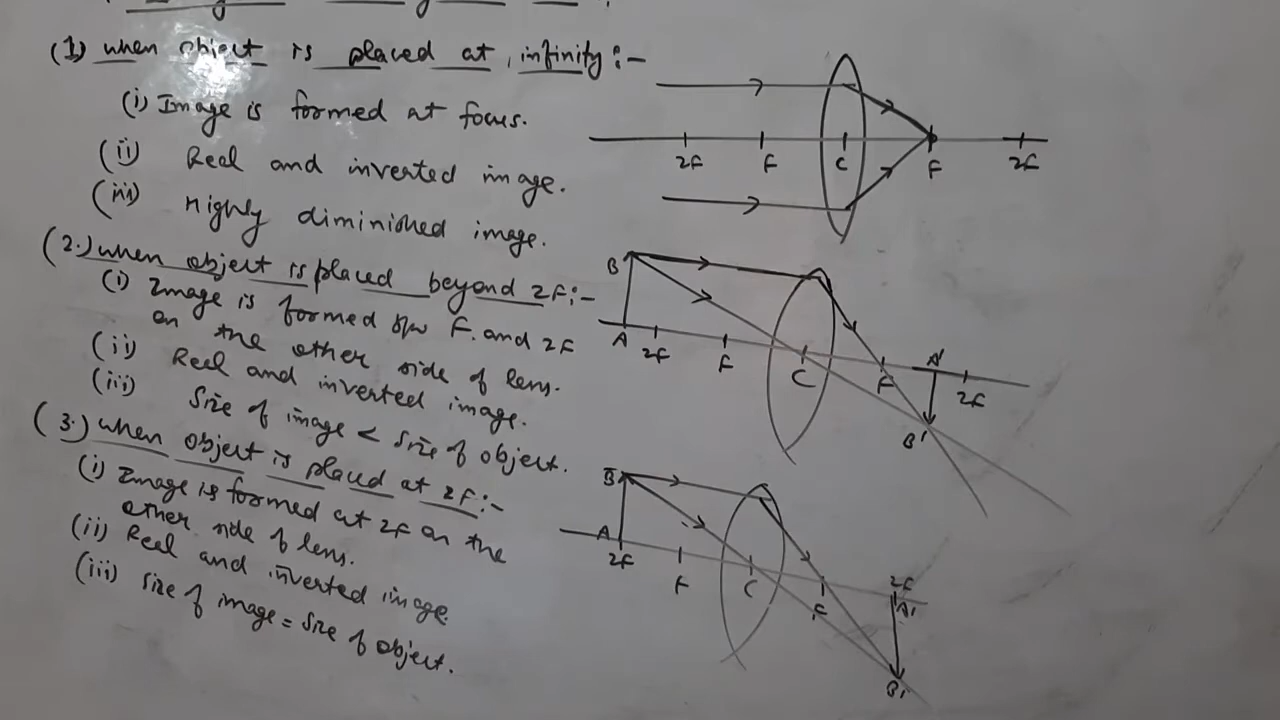 (1) when object is placed at infinity :-
(i) Image is formed at focus.
(ii) Real and inverted image.
(iii) Highly diminished image.
(2.) when object is placed beyond 2F :-
(i) Image is formed b/w F. and 2F
on the other side of lens.
(ii) Real and inverted image.
(iii) Size of image < size of object.
(3.) when object is placed at 2F :-
(i) Image is formed at 2F on the
other side of lens.
(ii) Real and inverted image.
(iii) Size of image = Size of object.
2F F C F 2F
B
A 2F F C F A' 2F
B'
B
A
2F F C F 2F
A'
B'